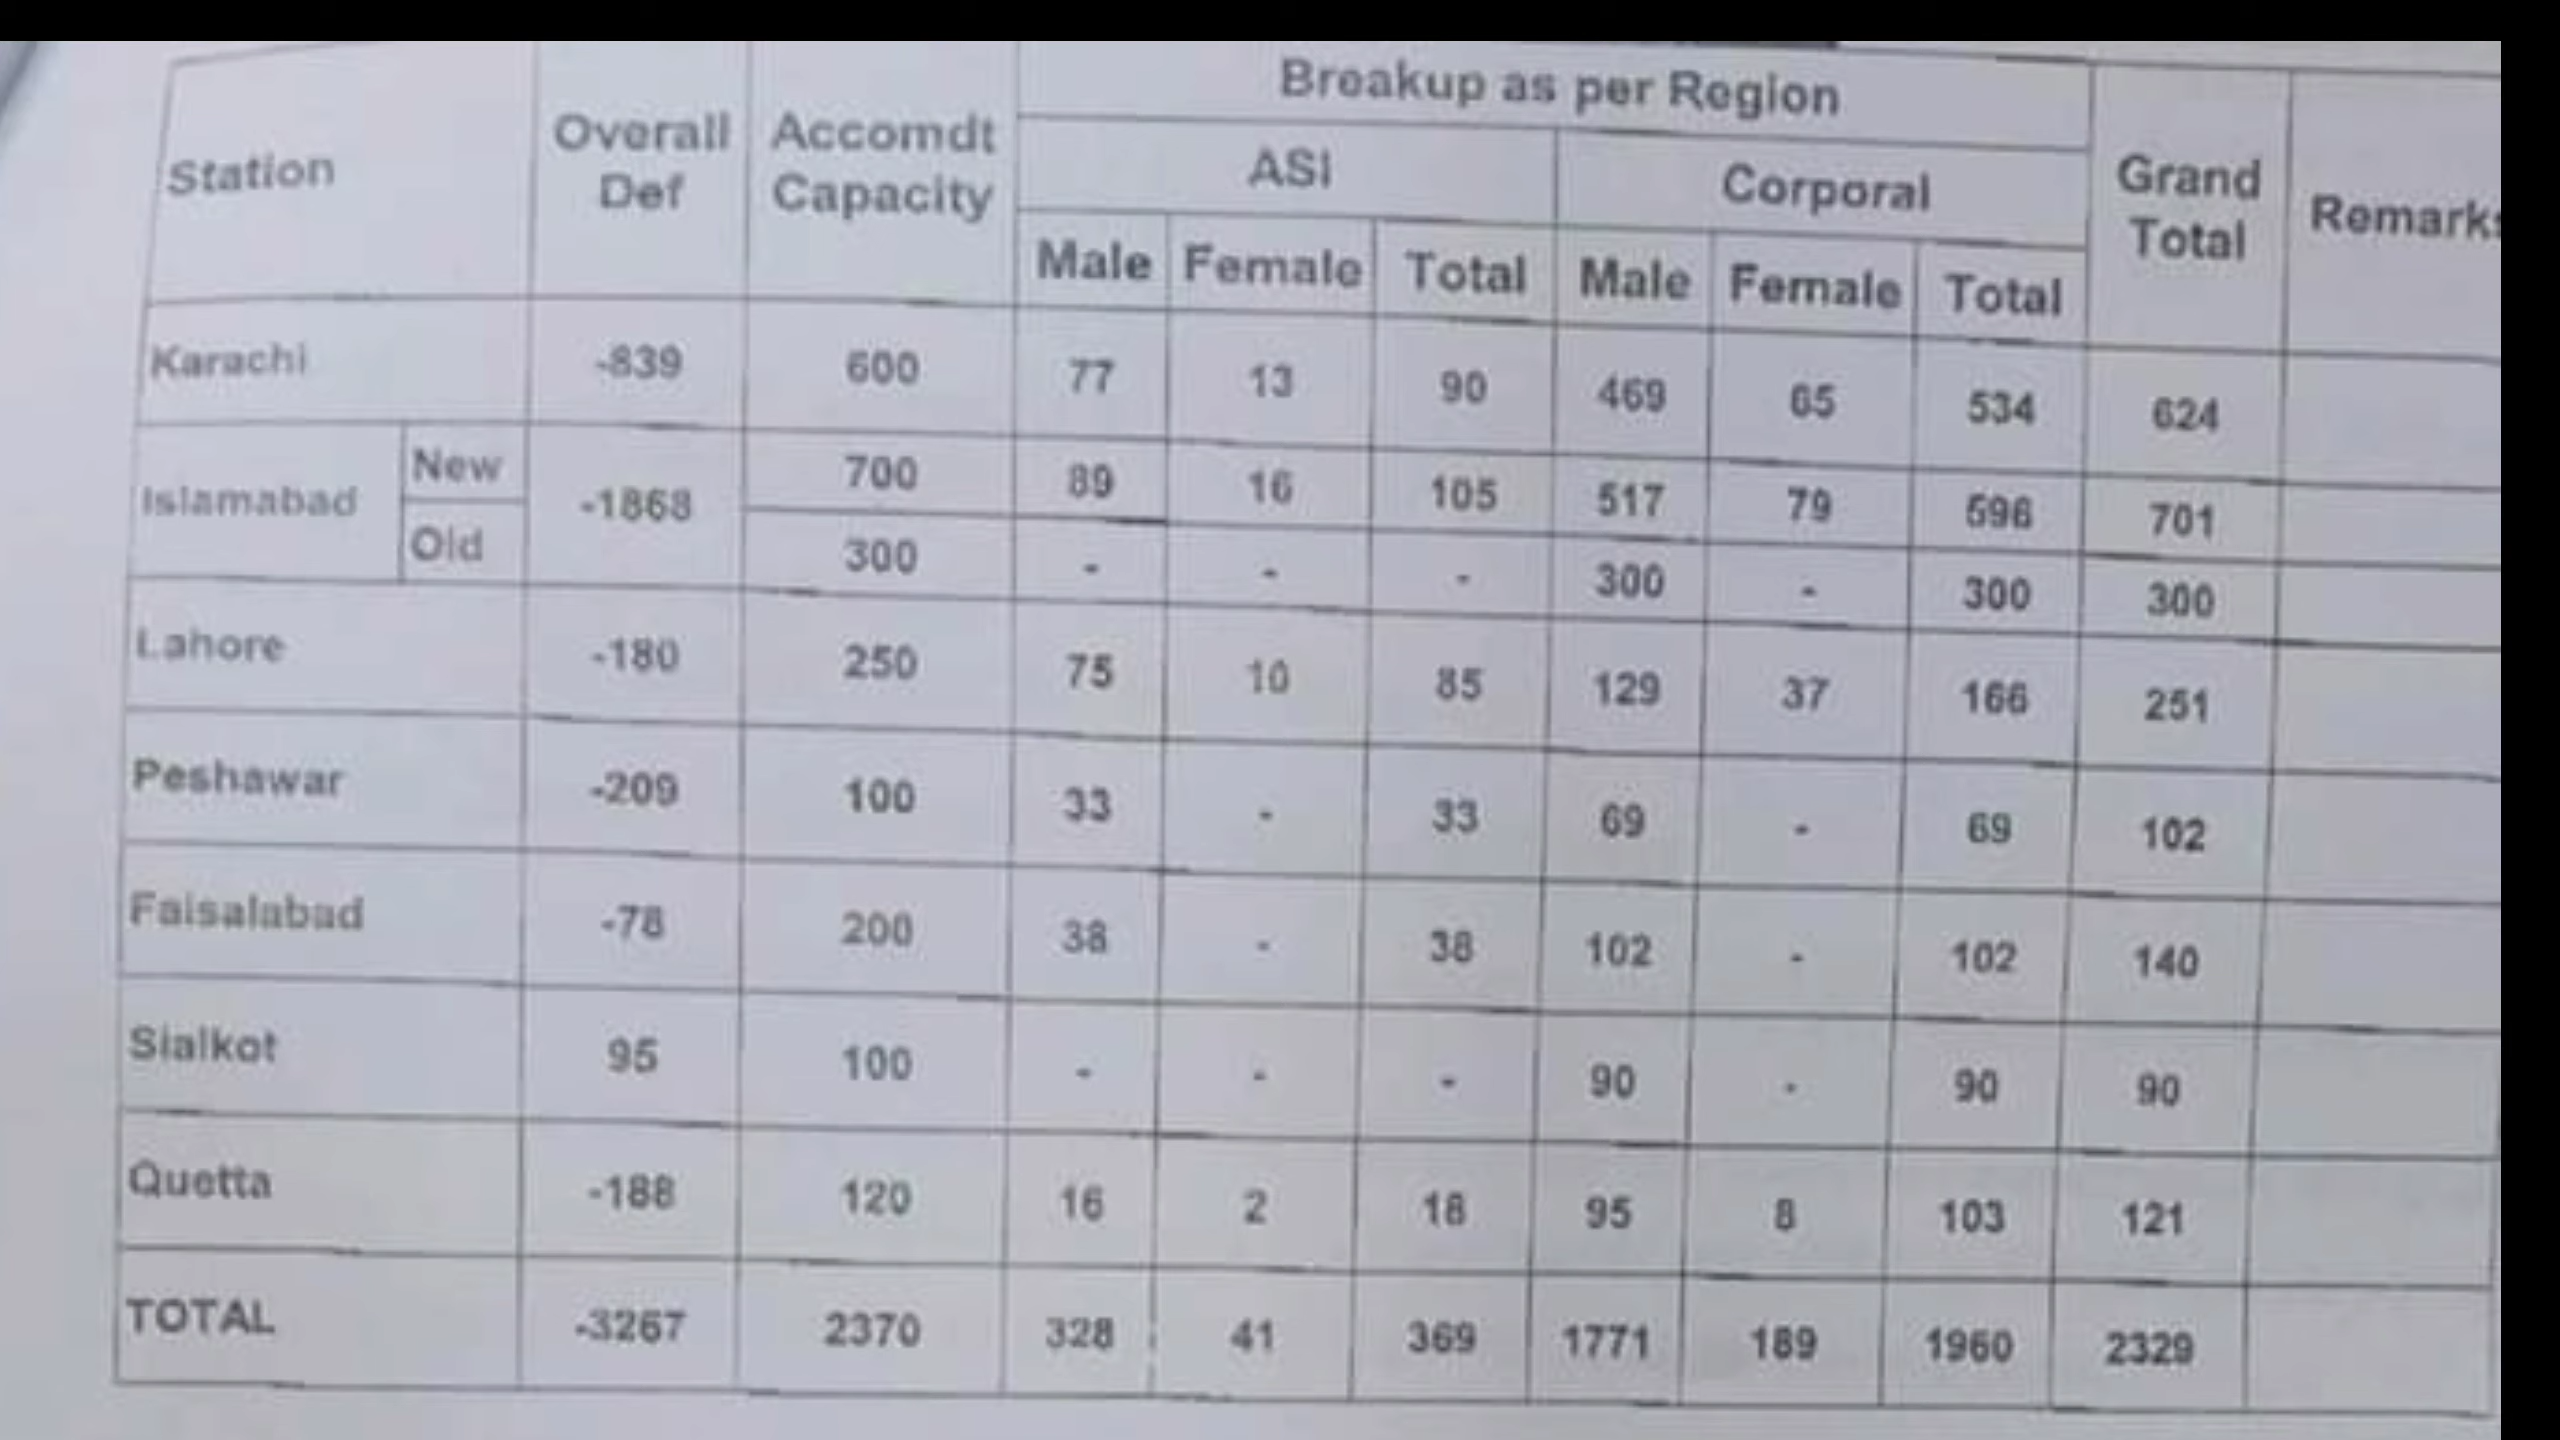 Breakup as per Region
Station Overall Def Accomdt Capacity ASI Corporal Grand Total Remarks
Male Female Total Male Female Total
Karachi -839 600 77 13 90 469 65 534 624
Islamabad New -1868 700 89 16 105 517 79 596 701
Old 300 - - - 300 - 300 300
Lahore -180 250 75 10 85 129 37 166 251
Peshawar -209 100 33 - 33 69 - 69 102
Faisalabad -78 200 38 - 38 102 - 102 140
Sialkot 95 100 - - - 90 - 90 90
Quetta -188 120 16 2 18 95 8 103 121
TOTAL -3267 2370 328 41 369 1771 189 1960 2329